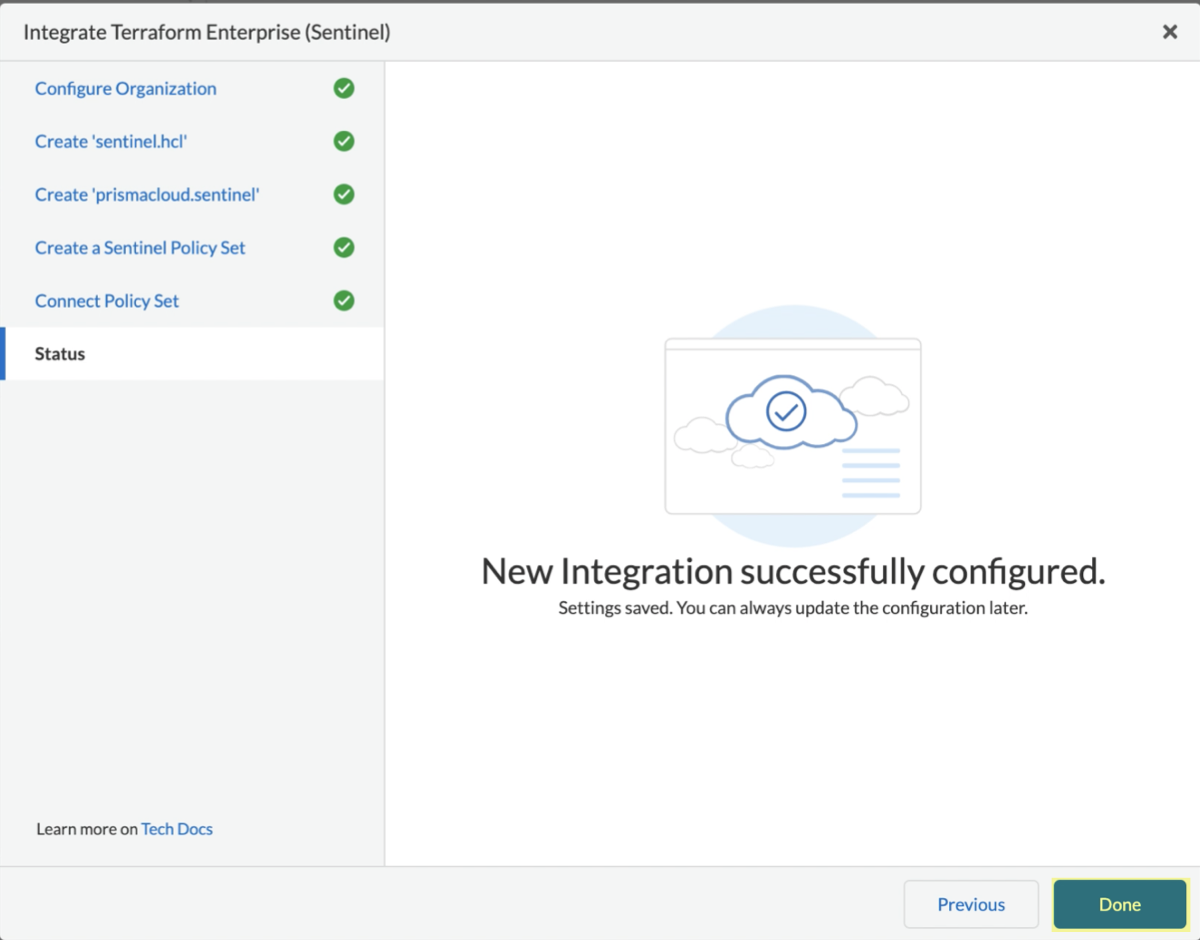 Integrate Terraform Enterprise (Sentinel)
Configure Organization
Create 'sentinel.hcl'
Create 'prismacloud.sentinel'
Create a Sentinel Policy Set
Connect Policy Set
Status
New Integration successfully configured.
Settings saved. You can always update the configuration later.
Learn more on Tech Docs
Previous
Done